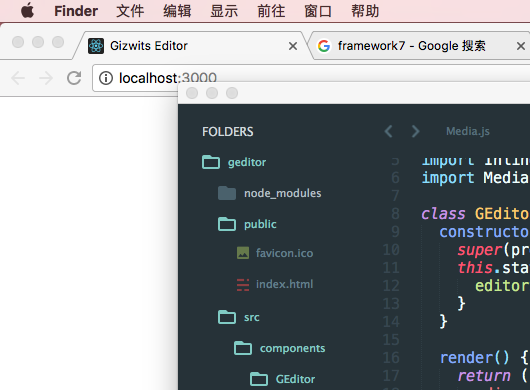 Finder 文件 编辑 显示 前往 窗口 帮助
Gizwits Editor
framework7 - Google 搜索
localhost:3000
FOLDERS
geditor
node_modules
public
favicon.ico
index.html
src
components
GEditor
Media.js
5 import
6 import Media
7
8 class GEdito
9 constructo
10 super(pr
11 this.sta
12 editor
13 }
14 }
15
16 render() {
17 return (